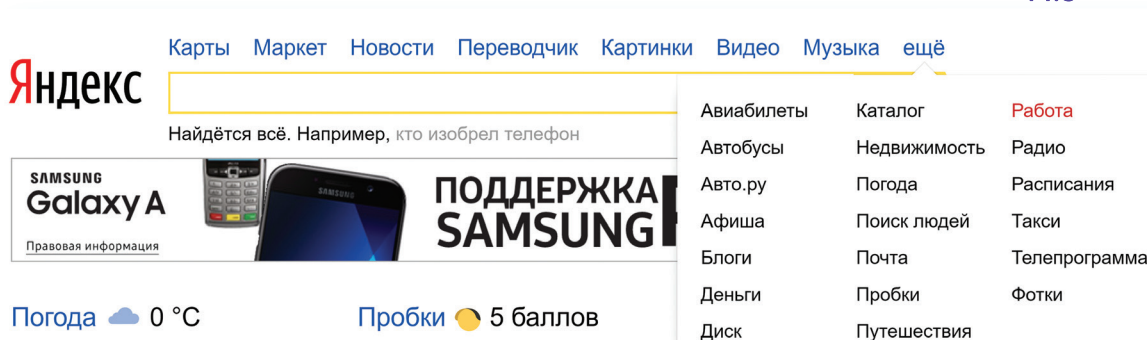 Карты Маркет Новости Переводчик Картинки Видео Музыка ещё
Яндекс
Найдётся всё. Например, кто изобрел телефон
SAMSUNG
Galaxy A
Правовая информация
SAMSUNG
ПОДДЕРЖКА
SAMSUNG
Погода 0 °C
Пробки 5 баллов
Авиабилеты
Автобусы
Авто.ру
Афиша
Блоги
Деньги
Диск
Каталог
Недвижимость
Погода
Поиск людей
Почта
Пробки
Путешествия
Работа
Радио
Расписания
Такси
Телепрограмма
Фотки